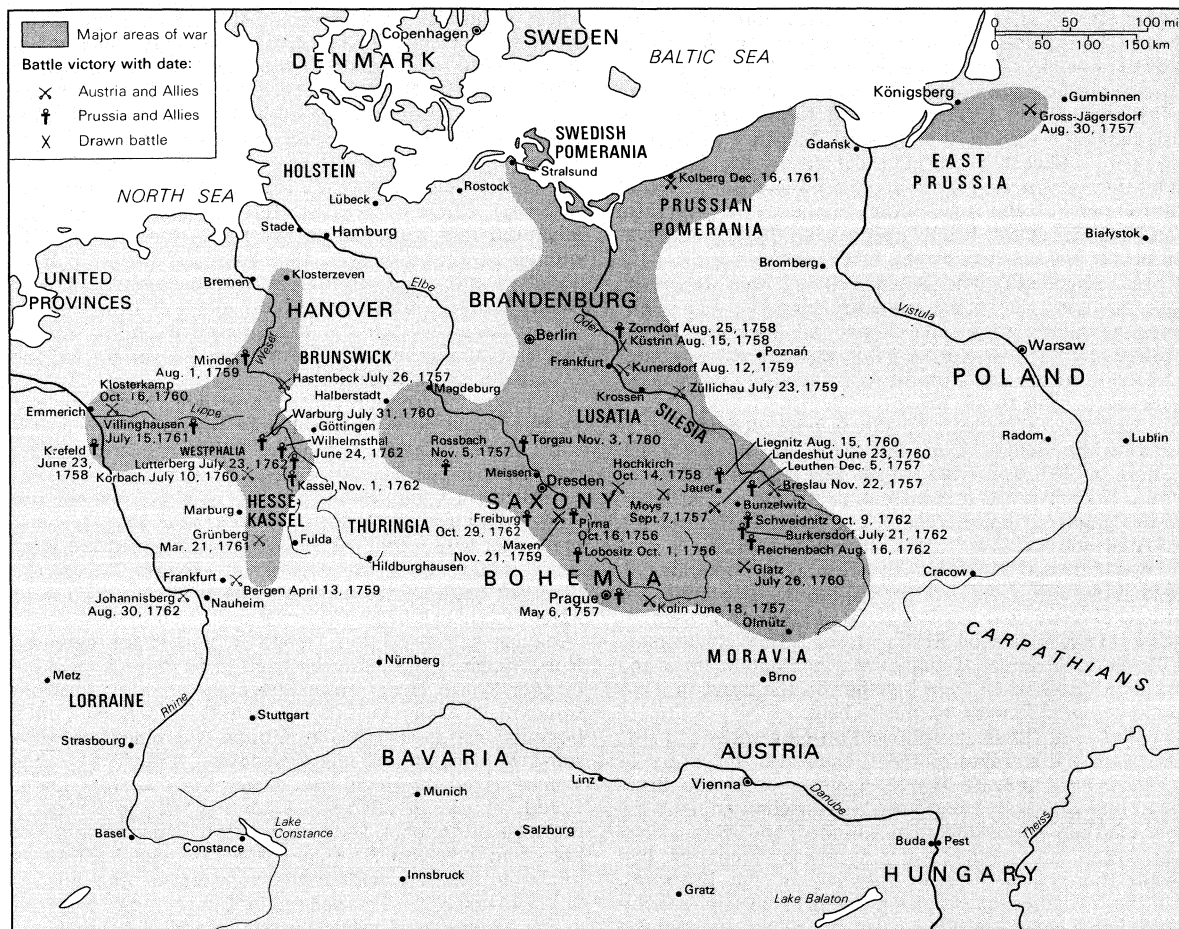 Major areas of war
Battle victory with date:
Austria and Allies
Prussia and Allies
Drawn battle
0 50 100 mi
0 50 100 150 km
Copenhagen
SWEDEN
DENMARK
BALTIC SEA
Königsberg
Gumbinnen
Gross-Jägersdorf
Aug. 30, 1757
SWEDISH
POMERANIA
Gdańsk
EAST
PRUSSIA
HOLSTEIN
Stralsund
Kolberg Dec. 16, 1761
NORTH SEA
Rostock
PRUSSIAN
POMERANIA
Lübeck
Stade
Hamburg
Białystok
Bromberg
UNITED
PROVINCES
Bremen
Klosterzeven
Elbe
HANOVER
BRANDENBURG
Vistula
Oder
Weser
Berlin
Zorndorf Aug. 25, 1758
Küstrin Aug. 15, 1758
Minden
Aug. 1, 1759
BRUNSWICK
Frankfurt
Poznań
Warsaw
Kunersdorf Aug. 12, 1759
POLAND
Klosterkamp
Oct. 16, 1760
Hastenbeck July 26, 1757
Magdeburg
Züllichau July 23, 1759
Halberstadt
Krossen
Emmerich
Lippe
Warburg July 31, 1760
LUSATIA
SILESIA
Villinghausen
July 15, 1761
Göttingen
Krefeld
June 23,
1758
WESTPHALIA
Wilhelmsthal
June 24, 1762
Rossbach
Nov. 5, 1757
Torgau Nov. 3, 1760
Liegnitz Aug. 15, 1760
Landeshut June 23, 1760
Leuthen Dec. 5, 1757
Radom
Lublin
Lutterberg July 23, 1762
Korbach July 10, 1760
Meissen
Hochkirch
Oct. 14, 1758
Breslau Nov. 22, 1757
Kassel Nov. 1, 1762
Dresden
Jauer
HESSE-
KASSEL
SAXONY
Moys
Sept. 7, 1757
Bunzelwitz
Marburg
THURINGIA
Freiburg
Oct. 29, 1762
Pirna
Oct. 16 1756
Schweidnitz Oct. 9, 1762
Burkersdorf July 21, 1762
Reichenbach Aug. 16, 1762
Grünberg
Mar. 21, 1761
Fulda
Maxen
Nov. 21, 1759
Lobositz Oct. 1, 1756
Hildburghausen
Glatz
July 26, 1760
Cracow
Frankfurt
BOHEMIA
Bergen April 13, 1759
Johannisberg
Aug. 30, 1762
Nauheim
Prague
May 6, 1757
Kolin June 18, 1757
Olmütz
CARPATHIANS
Nürnberg
MORAVIA
Metz
Brno
LORRAINE
Rhine
Stuttgart
Strasbourg
BAVARIA
AUSTRIA
Linz
Vienna
Munich
Danube
Theiss
Lake
Constance
Basel
Constance
Salzburg
Buda
Pest
Innsbruck
Gratz
HUNGARY
Lake Balaton